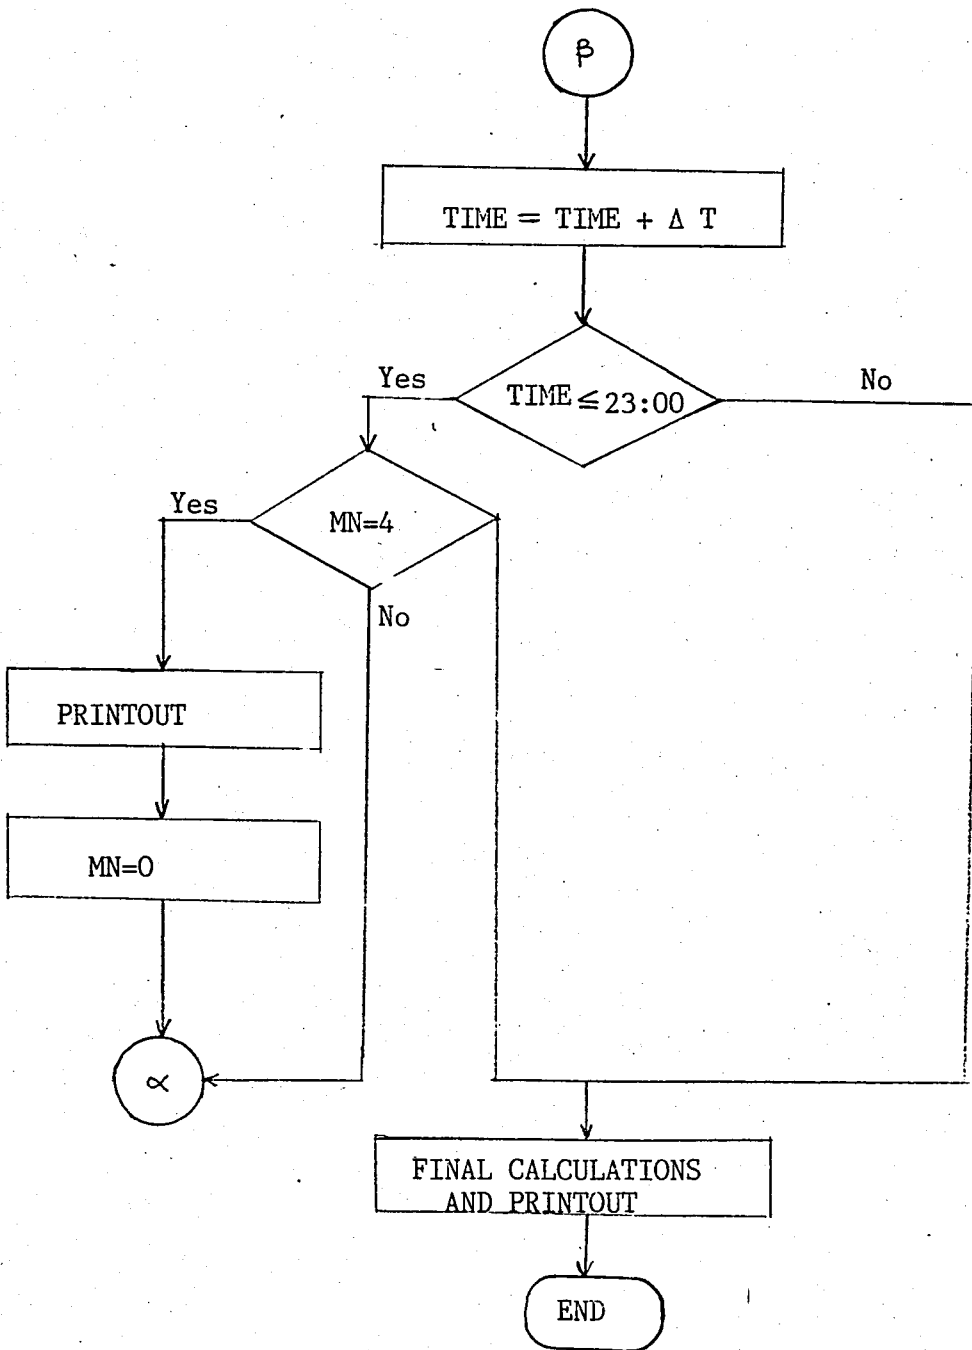 β
TIME = TIME + Δ T
TIME ≤ 23:00
Yes
No
MN=4
Yes
No
PRINTOUT
MN=0
∝
FINAL CALCULATIONS
AND PRINTOUT
END